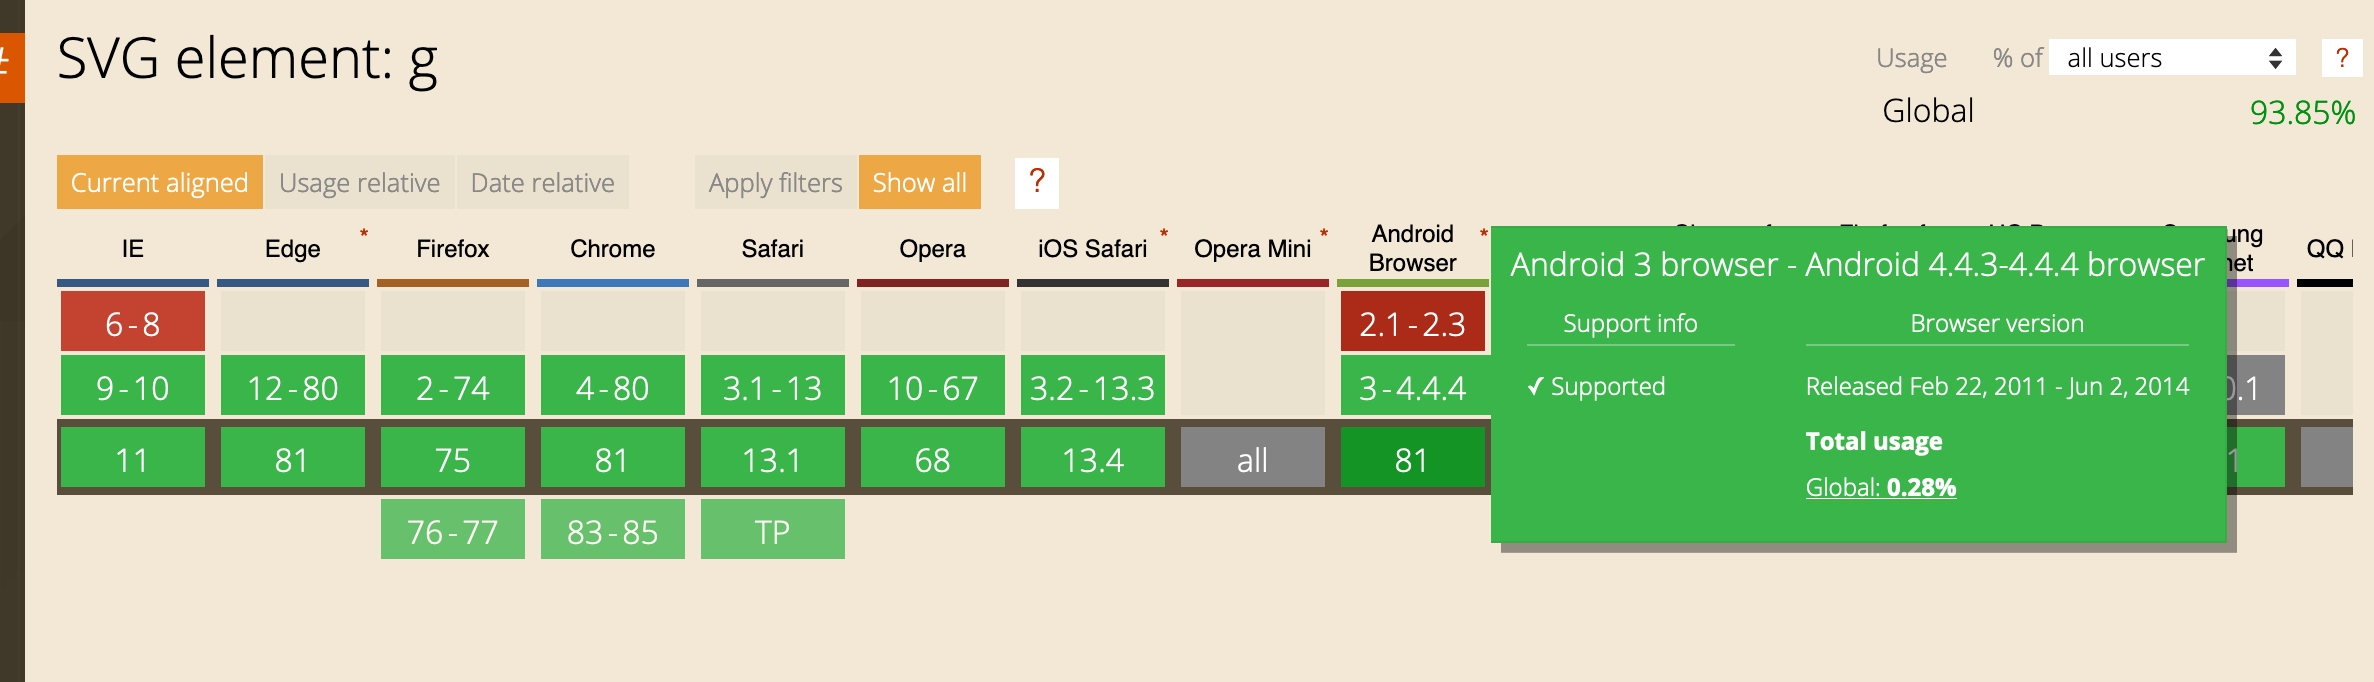 SVG element: g
Usage % of all users ?
Global 93.85%
Current aligned Usage relative Date relative Apply filters Show all ?
IE Edge * Firefox Chrome Safari Opera iOS Safari * Opera Mini * Android Browser * QQ
6-8 2.1-2.3
9-10 12-80 2-74 4-80 3.1-13 10-67 3.2-13.3 3-4.4.4
11 81 75 81 13.1 68 13.4 all 81
76-77 83-85 TP
Android 3 browser - Android 4.4.3-4.4.4 browser
Support info Browser version
✔ Supported Released Feb 22, 2011 - Jun 2, 2014
Total usage
Global: 0.28%